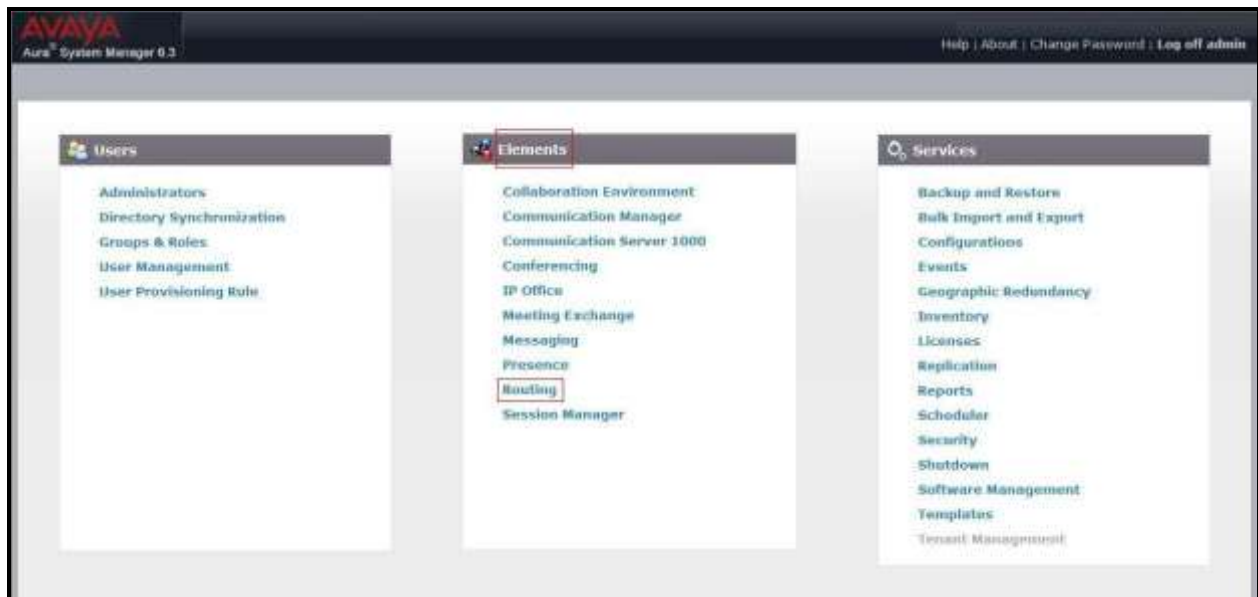 AVAYA
Aura® System Manager 6.3
Help | About | Change Password | Log off admin
Users
Administrators
Directory Synchronization
Groups & Roles
User Management
User Provisioning Rule
Elements
Collaboration Environment
Communication Manager
Communication Server 1000
Conferencing
IP Office
Meeting Exchange
Messaging
Presence
Routing
Session Manager
Services
Backup and Restore
Bulk Import and Export
Configurations
Events
Geographic Redundancy
Inventory
Licenses
Replication
Reports
Scheduler
Security
Shutdown
Software Management
Templates
Tenant Management